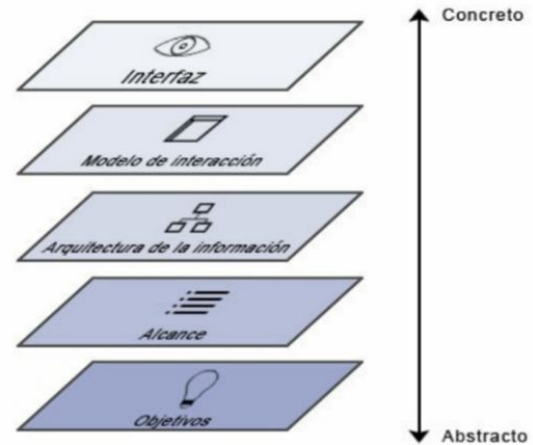 Concreto
Interfaz
Modelo de interacción
Arquitectura de la información
Alcance
Objetivos
Abstracto